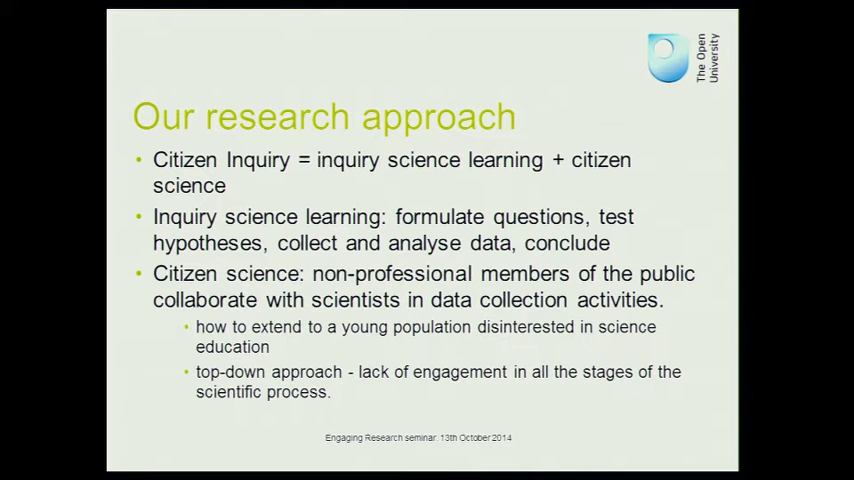 The Open
University
Our research approach
• Citizen Inquiry = inquiry science learning + citizen
science
• Inquiry science learning: formulate questions, test
hypotheses, collect and analyse data, conclude
• Citizen science: non-professional members of the public
collaborate with scientists in data collection activities.
• how to extend to a young population disinterested in science
education
• top-down approach - lack of engagement in all the stages of the
scientific process.
Engaging Research seminar. 13th October 2014